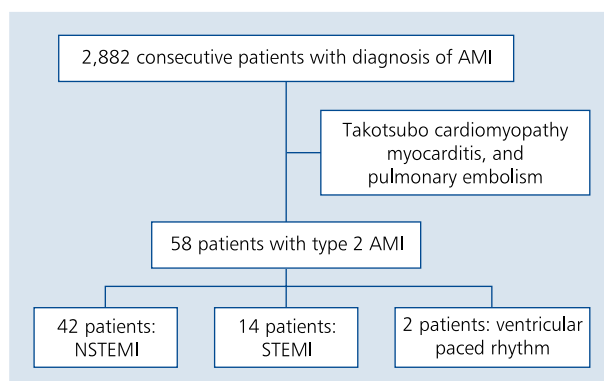 2,882 consecutive patients with diagnosis of AMI
Takotsubo cardiomyopathy
myocarditis, and
pulmonary embolism
58 patients with type 2 AMI
42 patients:
NSTEMI
14 patients:
STEMI
2 patients: ventricular
paced rhythm